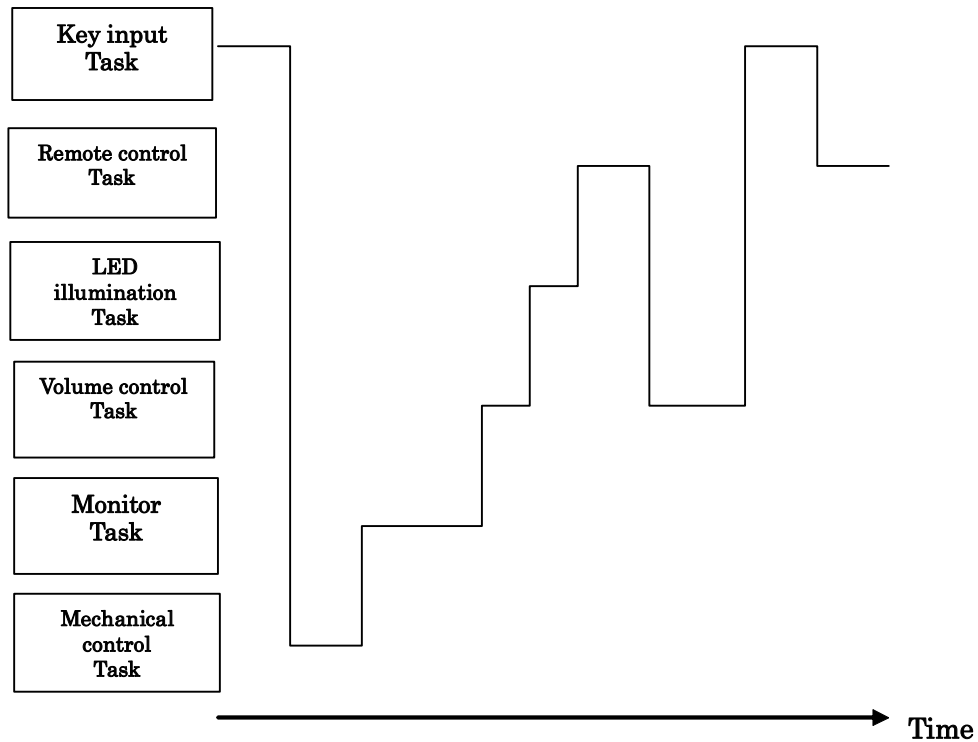 Key input
Task
Remote control
Task
LED
illumination
Task
Volume control
Task
Monitor
Task
Mechanical
control
Task
Time